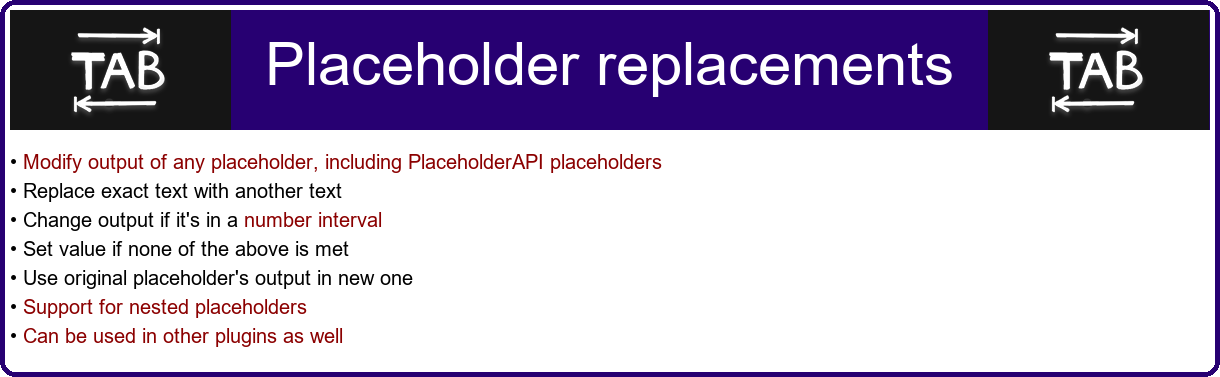 TAB Placeholder replacements TAB
• Modify output of any placeholder, including PlaceholderAPI placeholders
• Replace exact text with another text
• Change output if it's in a number interval
• Set value if none of the above is met
• Use original placeholder's output in new one
• Support for nested placeholders
• Can be used in other plugins as well